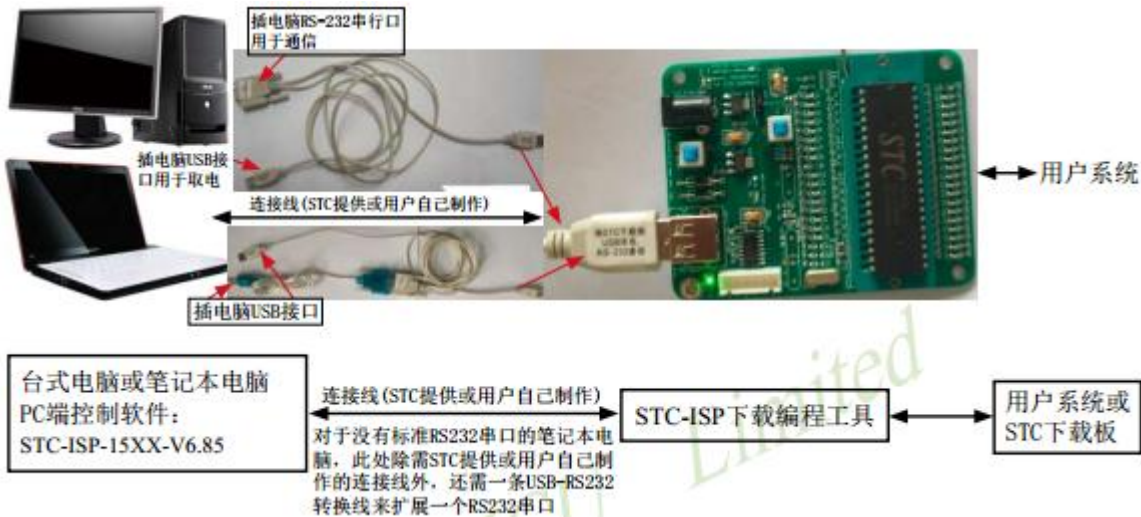 插电脑RS-232串行口
用于通信
插电脑USB接
口用于取电
STC
用户系统
连接线(STC提供或用户自己制作)
插电脑USB接口
台式电脑或笔记本电脑
PC端控制软件:
STC-ISP-15XX-V6.85
连接线(STC提供或用户自己制作)
对于没有标准RS232串口的笔记本电
脑，此处除需STC提供或用户自己制
作的连接线外，还需一条USB-RS232
转换线来扩展一个RS232串口
STC-ISP下载编程工具
用户系统或
STC下载板
Limited